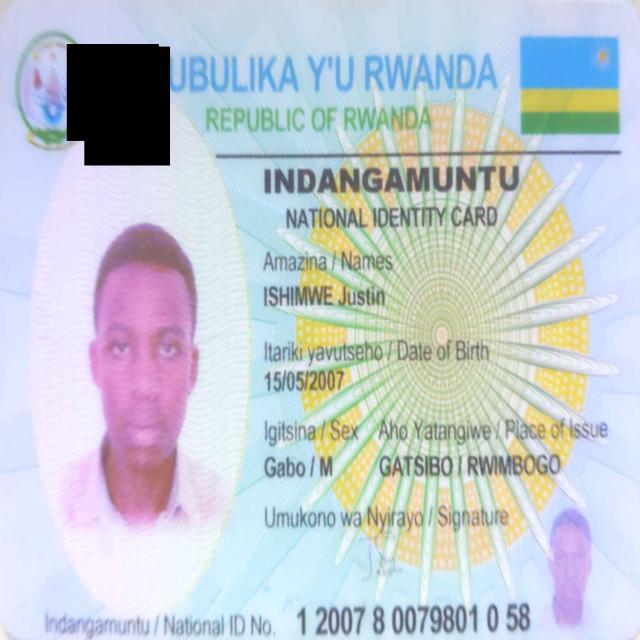 UBULIKA Y'U RWANDA
REPUBLIC OF RWANDA
INDANGAMUNTU
NATIONAL IDENTITY CARD
Amazina / Names
ISHIMWE Justin
Itariki yavutseho / Date of Birth
15/05/2007
Igitsina / Sex Aho Yatangiwe / Place of Issue
Gabo / M GATSIBO / RWIMBOGO
Umukono wa Nyirayo / Signature
Indangamuntu / National ID No. 1 2007 8 0079801 0 58